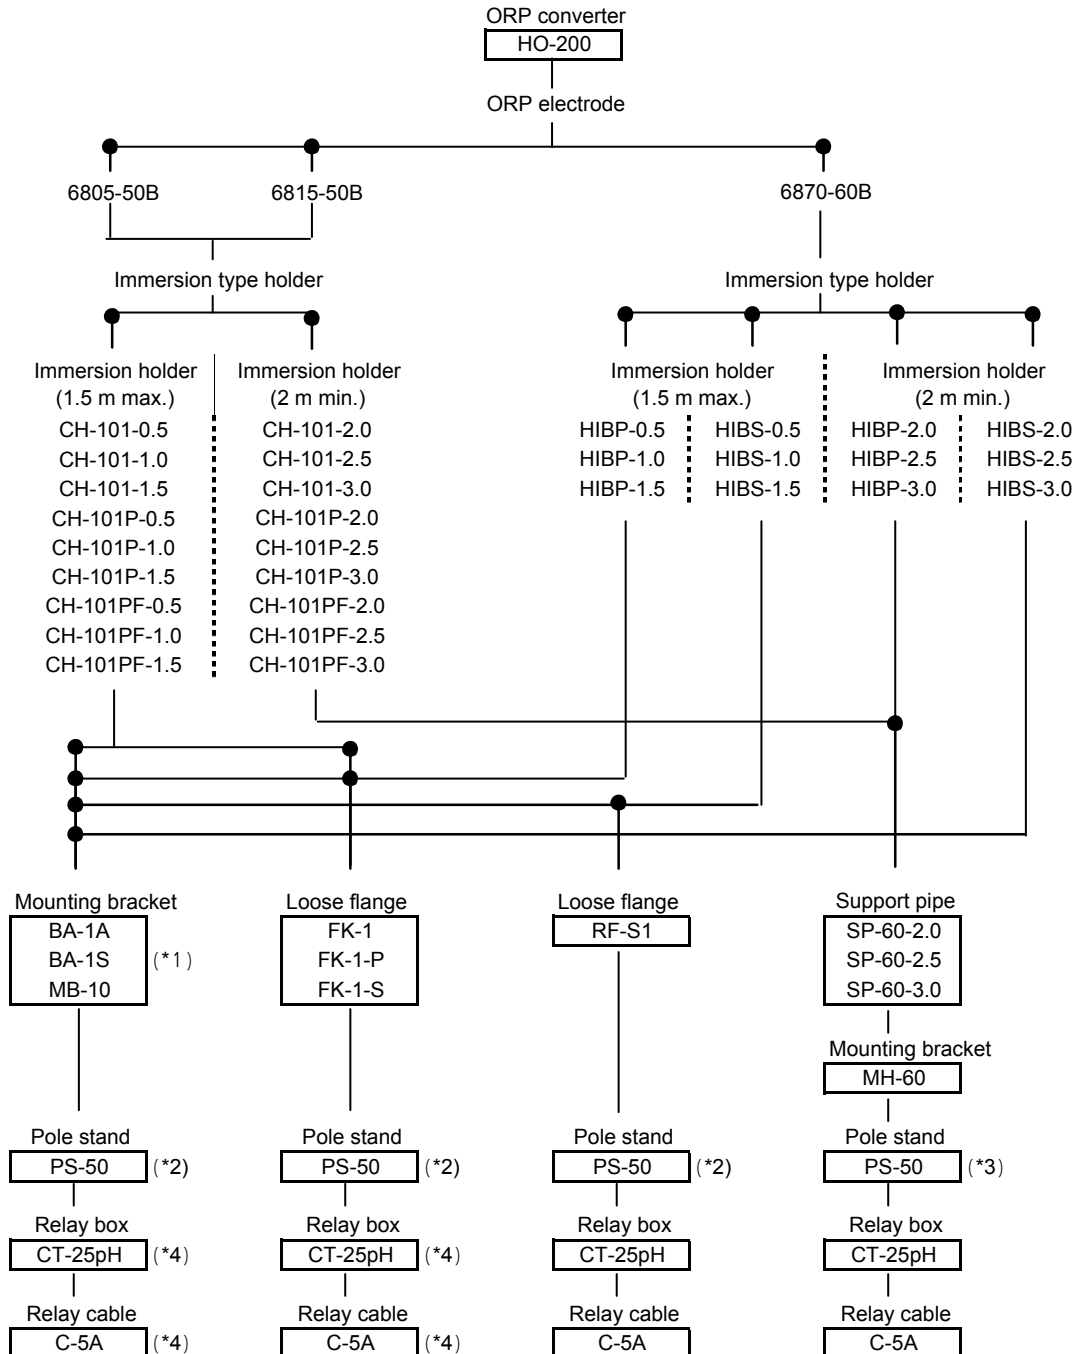 ORP converter
HO-200
ORP electrode
6805-50B 6815-50B 6870-60B
Immersion type holder Immersion type holder
Immersion holder Immersion holder Immersion holder Immersion holder
(1.5 m max.) (2 m min.) (1.5 m max.) (2 m min.)
CH-101-0.5 CH-101-2.0 HIBP-0.5 HIBS-0.5 HIBP-2.0 HIBS-2.0
CH-101-1.0 CH-101-2.5 HIBP-1.0 HIBS-1.0 HIBP-2.5 HIBS-2.5
CH-101-1.5 CH-101-3.0 HIBP-1.5 HIBS-1.5 HIBP-3.0 HIBS-3.0
CH-101P-0.5 CH-101P-2.0
CH-101P-1.0 CH-101P-2.5
CH-101P-1.5 CH-101P-3.0
CH-101PF-0.5 CH-101PF-2.0
CH-101PF-1.0 CH-101PF-2.5
CH-101PF-1.5 CH-101PF-3.0
Mounting bracket Loose flange Loose flange Support pipe
BA-1A FK-1 RF-S1 SP-60-2.0
BA-1S (*1) FK-1-P SP-60-2.5
MB-10 FK-1-S SP-60-3.0
Mounting bracket
MH-60
Pole stand Pole stand Pole stand Pole stand
PS-50 (*2) PS-50 (*2) PS-50 (*2) PS-50 (*3)
Relay box Relay box Relay box Relay box
CT-25pH (*4) CT-25pH (*4) CT-25pH CT-25pH
Relay cable Relay cable Relay cable Relay cable
C-5A (*4) C-5A (*4) C-5A C-5A